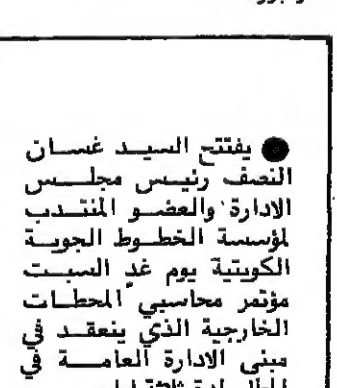 ● يفتتح السيد غسان
النصف رئيس مجلس
الادارة والعضو المنتدب
لمؤسسة الخطوط الجوية
الكويتية يوم غد السبت
مؤتمر محاسبي المحطات
الخارجية الذي ينعقد في
مبنى الادارة العامة في